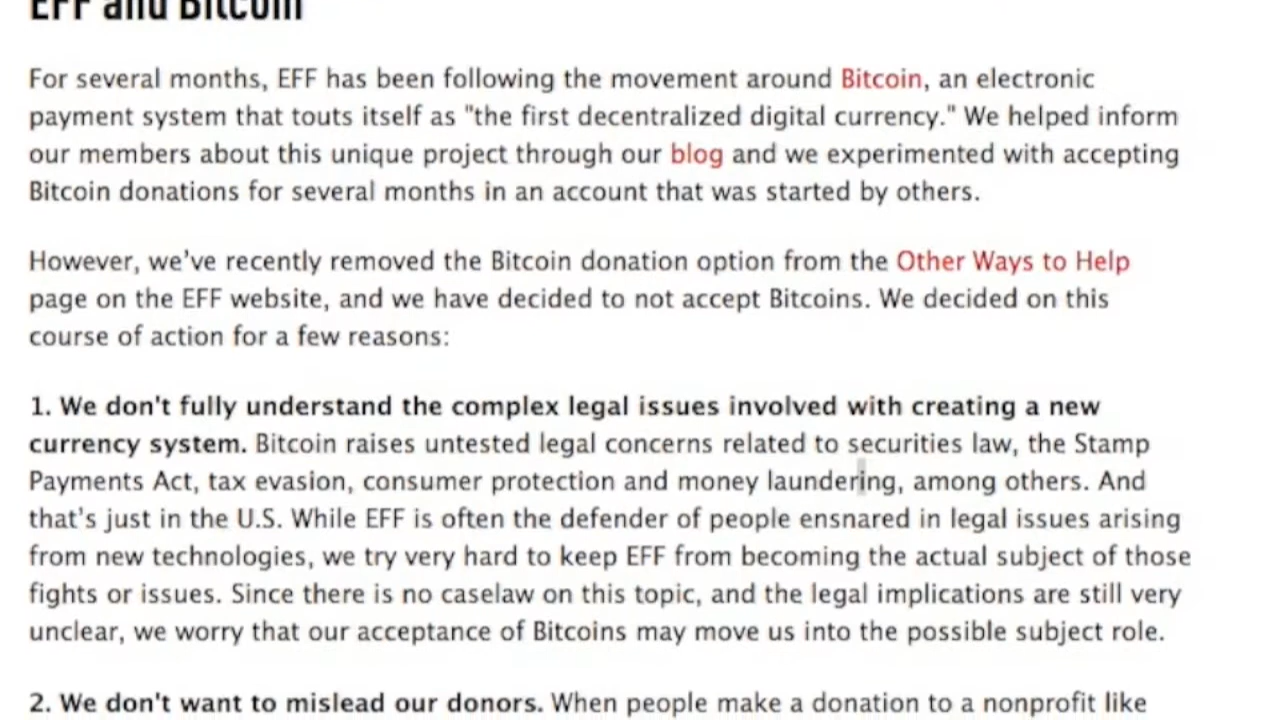 EFF and Bitcoin
For several months, EFF has been following the movement around Bitcoin, an electronic
payment system that touts itself as "the first decentralized digital currency." We helped inform
our members about this unique project through our blog and we experimented with accepting
Bitcoin donations for several months in an account that was started by others.
However, we've recently removed the Bitcoin donation option from the Other Ways to Help
page on the EFF website, and we have decided to not accept Bitcoins. We decided on this
course of action for a few reasons:
1. We don't fully understand the complex legal issues involved with creating a new
currency system. Bitcoin raises untested legal concerns related to securities law, the Stamp
Payments Act, tax evasion, consumer protection and money laundering, among others. And
that's just in the U.S. While EFF is often the defender of people ensnared in legal issues arising
from new technologies, we try very hard to keep EFF from becoming the actual subject of those
fights or issues. Since there is no caselaw on this topic, and the legal implications are still very
unclear, we worry that our acceptance of Bitcoins may move us into the possible subject role.
2. We don't want to mislead our donors. When people make a donation to a nonprofit like